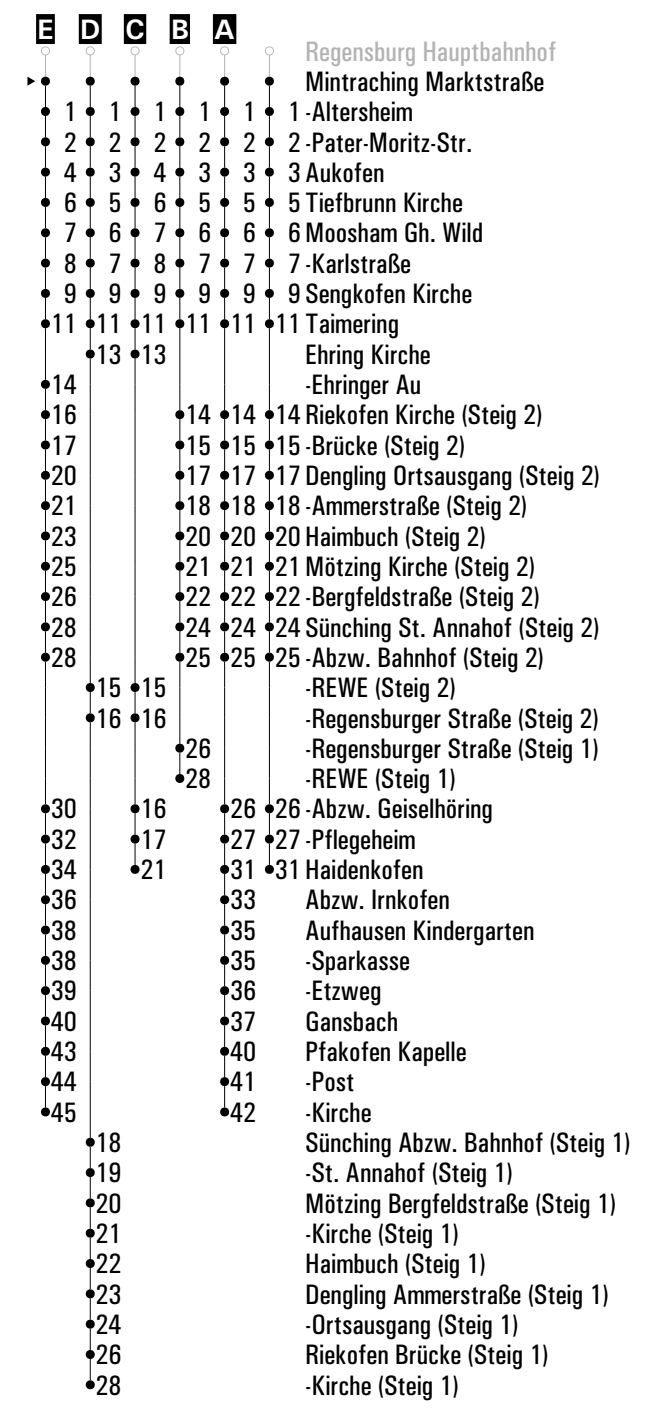 E D C B A
Regensburg Hauptbahnhof
Mintraching Marktstraße
1 1 1 1 1 1 -Altersheim
2 2 2 2 2 2 -Pater-Moritz-Str.
4 3 4 3 3 3 Aukofen
6 5 6 5 5 5 Tiefbrunn Kirche
7 6 7 6 6 6 Moosham Gh. Wild
8 7 8 7 7 7 -Karlstraße
9 9 9 9 9 9 Sengkofen Kirche
11 11 11 11 11 11 Taimering
13 13 Ehring Kirche
14 -Ehringer Au
16 14 14 14 Riekofen Kirche (Steig 2)
17 15 15 15 -Brücke (Steig 2)
20 17 17 17 Dengling Ortsausgang (Steig 2)
21 18 18 18 -Ammerstraße (Steig 2)
23 20 20 20 Haimbuch (Steig 2)
25 21 21 21 Mötzing Kirche (Steig 2)
26 22 22 22 -Bergfeldstraße (Steig 2)
28 24 24 24 Sünching St. Annahof (Steig 2)
28 25 25 25 -Abzw. Bahnhof (Steig 2)
15 15 -REWE (Steig 2)
16 16 -Regensburger Straße (Steig 2)
26 -Regensburger Straße (Steig 1)
28 -REWE (Steig 1)
30 16 26 26 -Abzw. Geiselhöring
32 17 27 27 -Pflegeheim
34 21 31 31 Haidenkofen
36 33 Abzw. Irnkofen
38 35 Aufhausen Kindergarten
38 35 -Sparkasse
39 36 -Etzweg
40 37 Gansbach
43 40 Pfakofen Kapelle
44 41 -Post
45 42 -Kirche
18 Sünching Abzw. Bahnhof (Steig 1)
19 -St. Annahof (Steig 1)
20 Mötzing Bergfeldstraße (Steig 1)
21 -Kirche (Steig 1)
22 Haimbuch (Steig 1)
23 Dengling Ammerstraße (Steig 1)
24 -Ortsausgang (Steig 1)
26 Riekofen Brücke (Steig 1)
28 -Kirche (Steig 1)